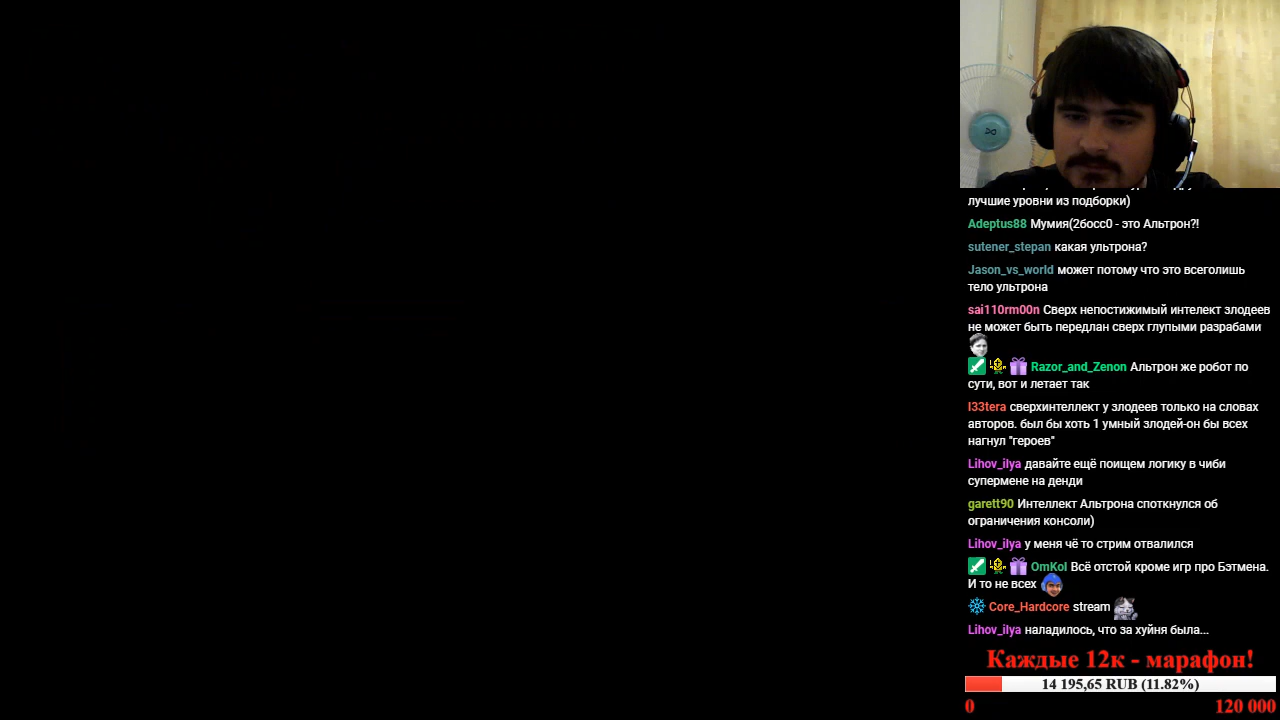 лучшие уровни из подборки)
Adeptus88 Мумия(2босс0 - это Альтрон?!
sutener_stepan какая ультрона?
Jason_vs_world может потому что это всеголишь
тело ультрона
sai110rm00n Сверх непостижимый интелект злодеев
не может быть передлан сверх глупыми разрабами
Razor_and_Zenon Альтрон же робот по
сути, вот и летает так
l33tera сверхинтеллект у злодеев только на словах
авторов. был бы хоть 1 умный злодей-он бы всех
нагнул "героев"
Lihov_ilya давайте ещё поищем логику в чиби
супермене на денди
garett90 Интеллект Альтрона споткнулся об
ограничения консоли)
Lihov_ilya у меня чё то стрим отвалился
OmKol Всё отстой кроме игр про Бэтмена.
И то не всех
Core_Hardcore stream
Lihov_ilya наладилось, что за хуйня была...
Каждые 12к - марафон!
14 195,65 RUB (11.82%)
0 120 000